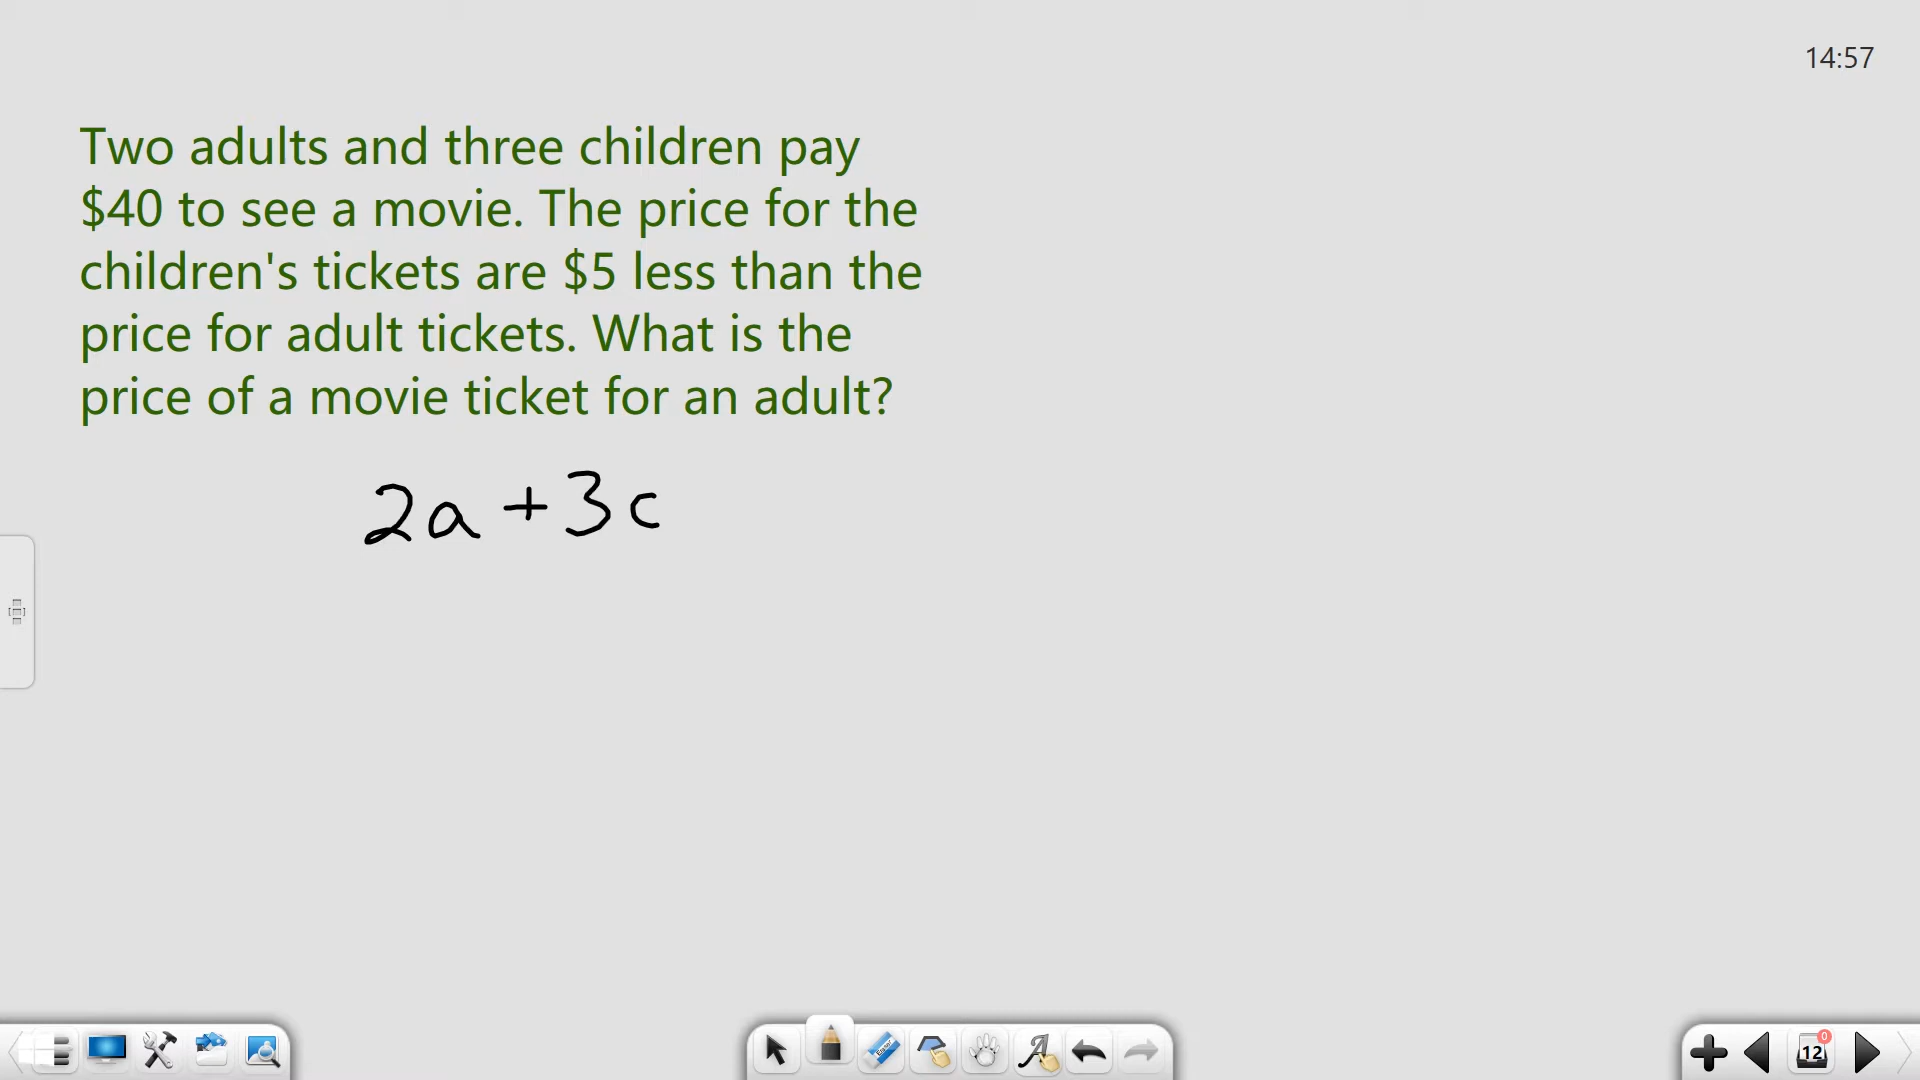 14:57
Two adults and three children pay
$40 to see a movie. The price for the
children's tickets are $5 less than the
price for adult tickets. What is the
price of a movie ticket for an adult?
2a + 3c
Eraser
A
0
12